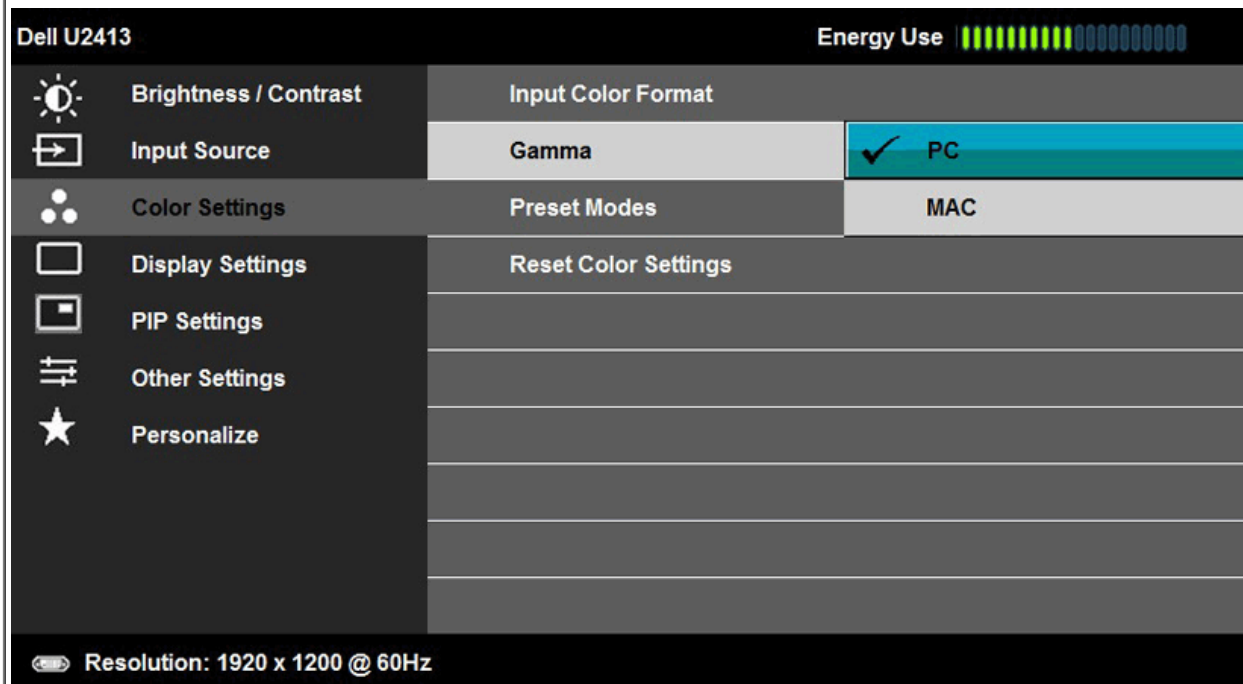 Dell U2413 Energy Use
Brightness / Contrast Input Color Format
Input Source Gamma PC
Color Settings Preset Modes MAC
Display Settings Reset Color Settings
PIP Settings
Other Settings
Personalize
Resolution: 1920 x 1200 @ 60Hz